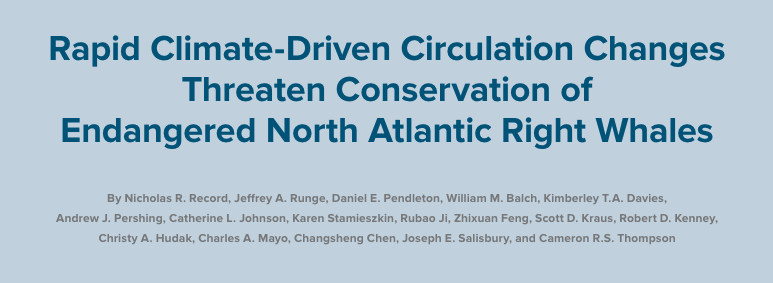 Rapid Climate-Driven Circulation Changes
Threaten Conservation of
Endangered North Atlantic Right Whales
By Nicholas R. Record, Jeffrey A. Runge, Daniel E. Pendleton, William M. Balch, Kimberley T.A. Davies,
Andrew J. Pershing, Catherine L. Johnson, Karen Stamieszkin, Rubao Ji, Zhixuan Feng, Scott D. Kraus, Robert D. Kenney,
Christy A. Hudak, Charles A. Mayo, Changsheng Chen, Joseph E. Salisbury, and Cameron R.S. Thompson